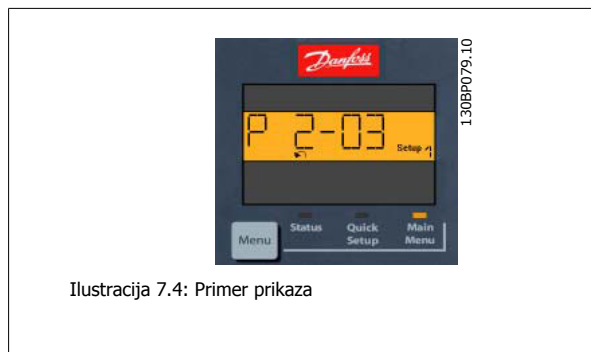 Danfoss
130BP079.10
P 2-03
Setup 1
Status
Quick Setup
Main Menu
Menu
Ilustracija 7.4: Primer prikaza